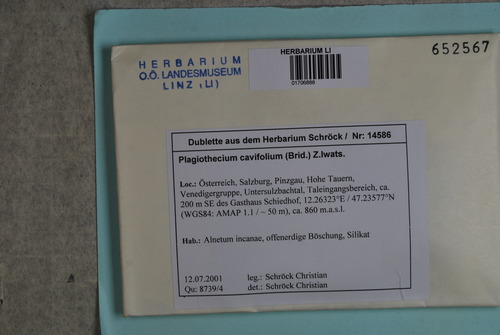 HERBARIUM
O.Ö. LANDESMUSEUM
LINZ (LI)
HERBARIUM LI
01706888
652567
Dublette aus dem Herbarium Schröck / Nr: 14586
Plagiothecium cavifolium (Brid.) Z.Iwats.
Loc.: Österreich, Salzburg, Pinzgau, Hohe Tauern,
Venedigergruppe, Untersulzbachtal, Taleingangsbereich, ca.
200 m SE des Gasthaus Schiedhof, 12.26323°E / 47.23577°N
(WGS84: AMAP 1.1 / ~ 50 m), ca. 860 m.a.s.l.
Hab.: Alnetum incanae, offenerdige Böschung, Silikat
12.07.2001 leg.: Schröck Christian
Qu: 8739/4 det.: Schröck Christian